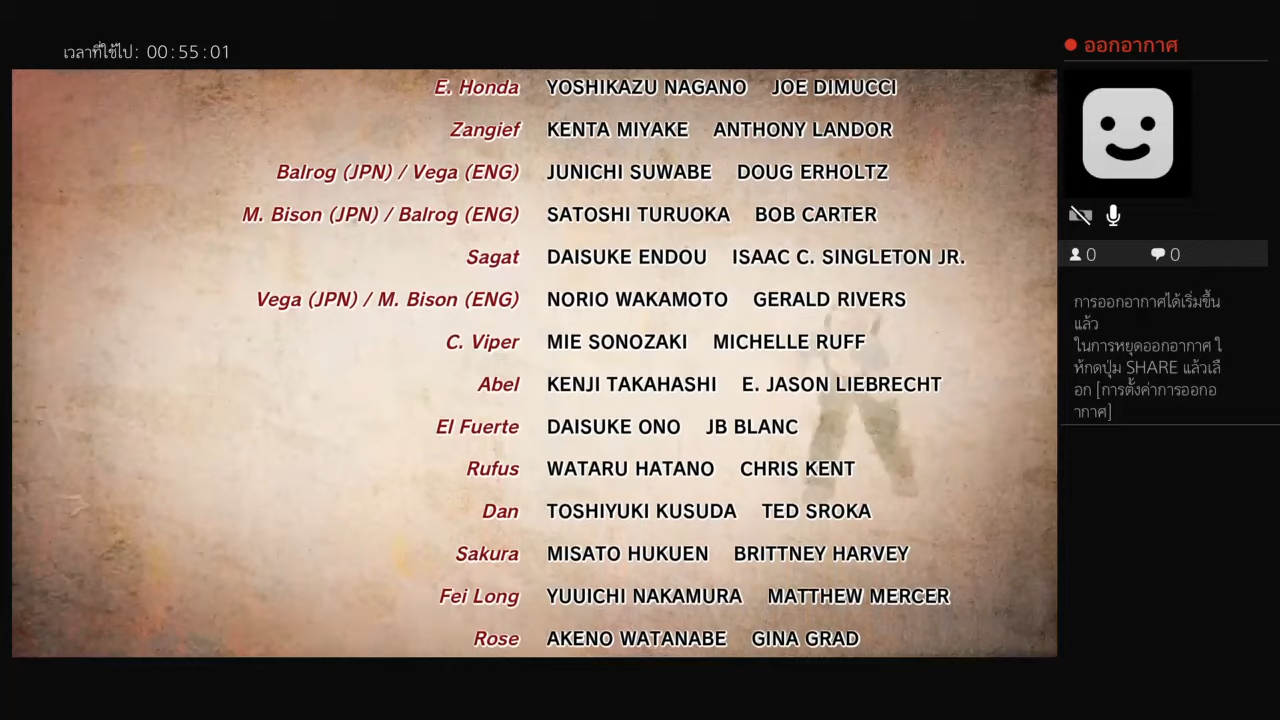 เวลาที่ใช้ไป: 00:55:01
ออกอากาศ
E. Honda YOSHIKAZU NAGANO JOE DIMUCCI
Zangief KENTA MIYAKE ANTHONY LANDOR
Balrog (JPN) / Vega (ENG) JUNICHI SUWABE DOUG ERHOLTZ
M. Bison (JPN) / Balrog (ENG) SATOSHI TURUOKA BOB CARTER
Sagat DAISUKE ENDOU ISAAC C. SINGLETON JR.
Vega (JPN) / M. Bison (ENG) NORIO WAKAMOTO GERALD RIVERS
C. Viper MIE SONOZAKI MICHELLE RUFF
Abel KENJI TAKAHASHI E. JASON LIEBRECHT
El Fuerte DAISUKE ONO JB BLANC
Rufus WATARU HATANO CHRIS KENT
Dan TOSHIYUKI KUSUDA TED SROKA
Sakura MISATO HUKUEN BRITTNEY HARVEY
Fei Long YUUICHI NAKAMURA MATTHEW MERCER
Rose AKENO WATANABE GINA GRAD
0 0
การออกอากาศได้เริ่มขึ้น
แล้ว
ในการหยุดออกอากาศ ใ
ห้กดปุ่ม SHARE แล้วเลื
อก [การตั้งค่าการออกอ
ากาศ]